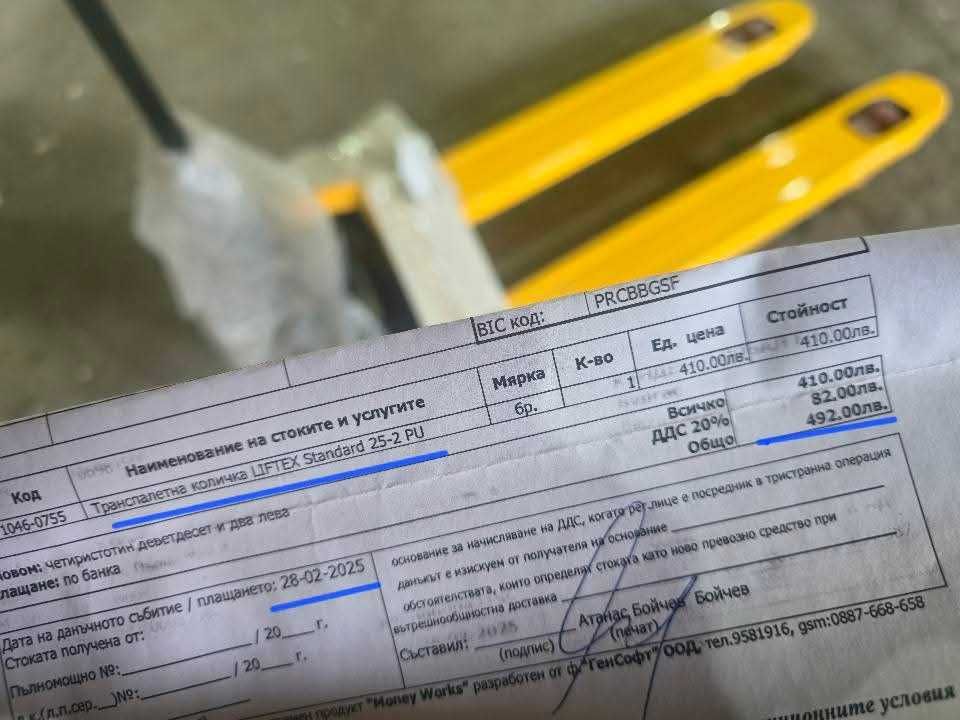 BIC код: PRCBBGSF
Код Наименование на стоките и услугите Мярка К-во Ед. цена Стойност
1046-0755 Транспалетна количка LIFTEX Standard 25-2 PU бр. 1 410.00лв. 410.00лв.
Всичко 410.00лв.
ДДС 20% 82.00лв.
Общо 492.00лв.
ловом: четиристотин деветдесет и два лева
лащане: по банка
Дата на данъчното събитие / плащането: 28-02-2025
Стоката получена от:
Пълномощно №: / 20 г.
№: / 20 г.
основание за начисляване на ДДС, когато рег.лице е посредник в тристранна операция
данъкът е изискуем от получателя на основание
обстоятелствата, които определят стоката като ново превозно средство при
вътрешнообщностна доставка
Съставил: Атанас Бойчев Бойчев
(подпис) (печат)
продукт "Money Works" разработен от ф."ГенСофт" ООД, тел.9581916, gsm:0887-668-658
условия